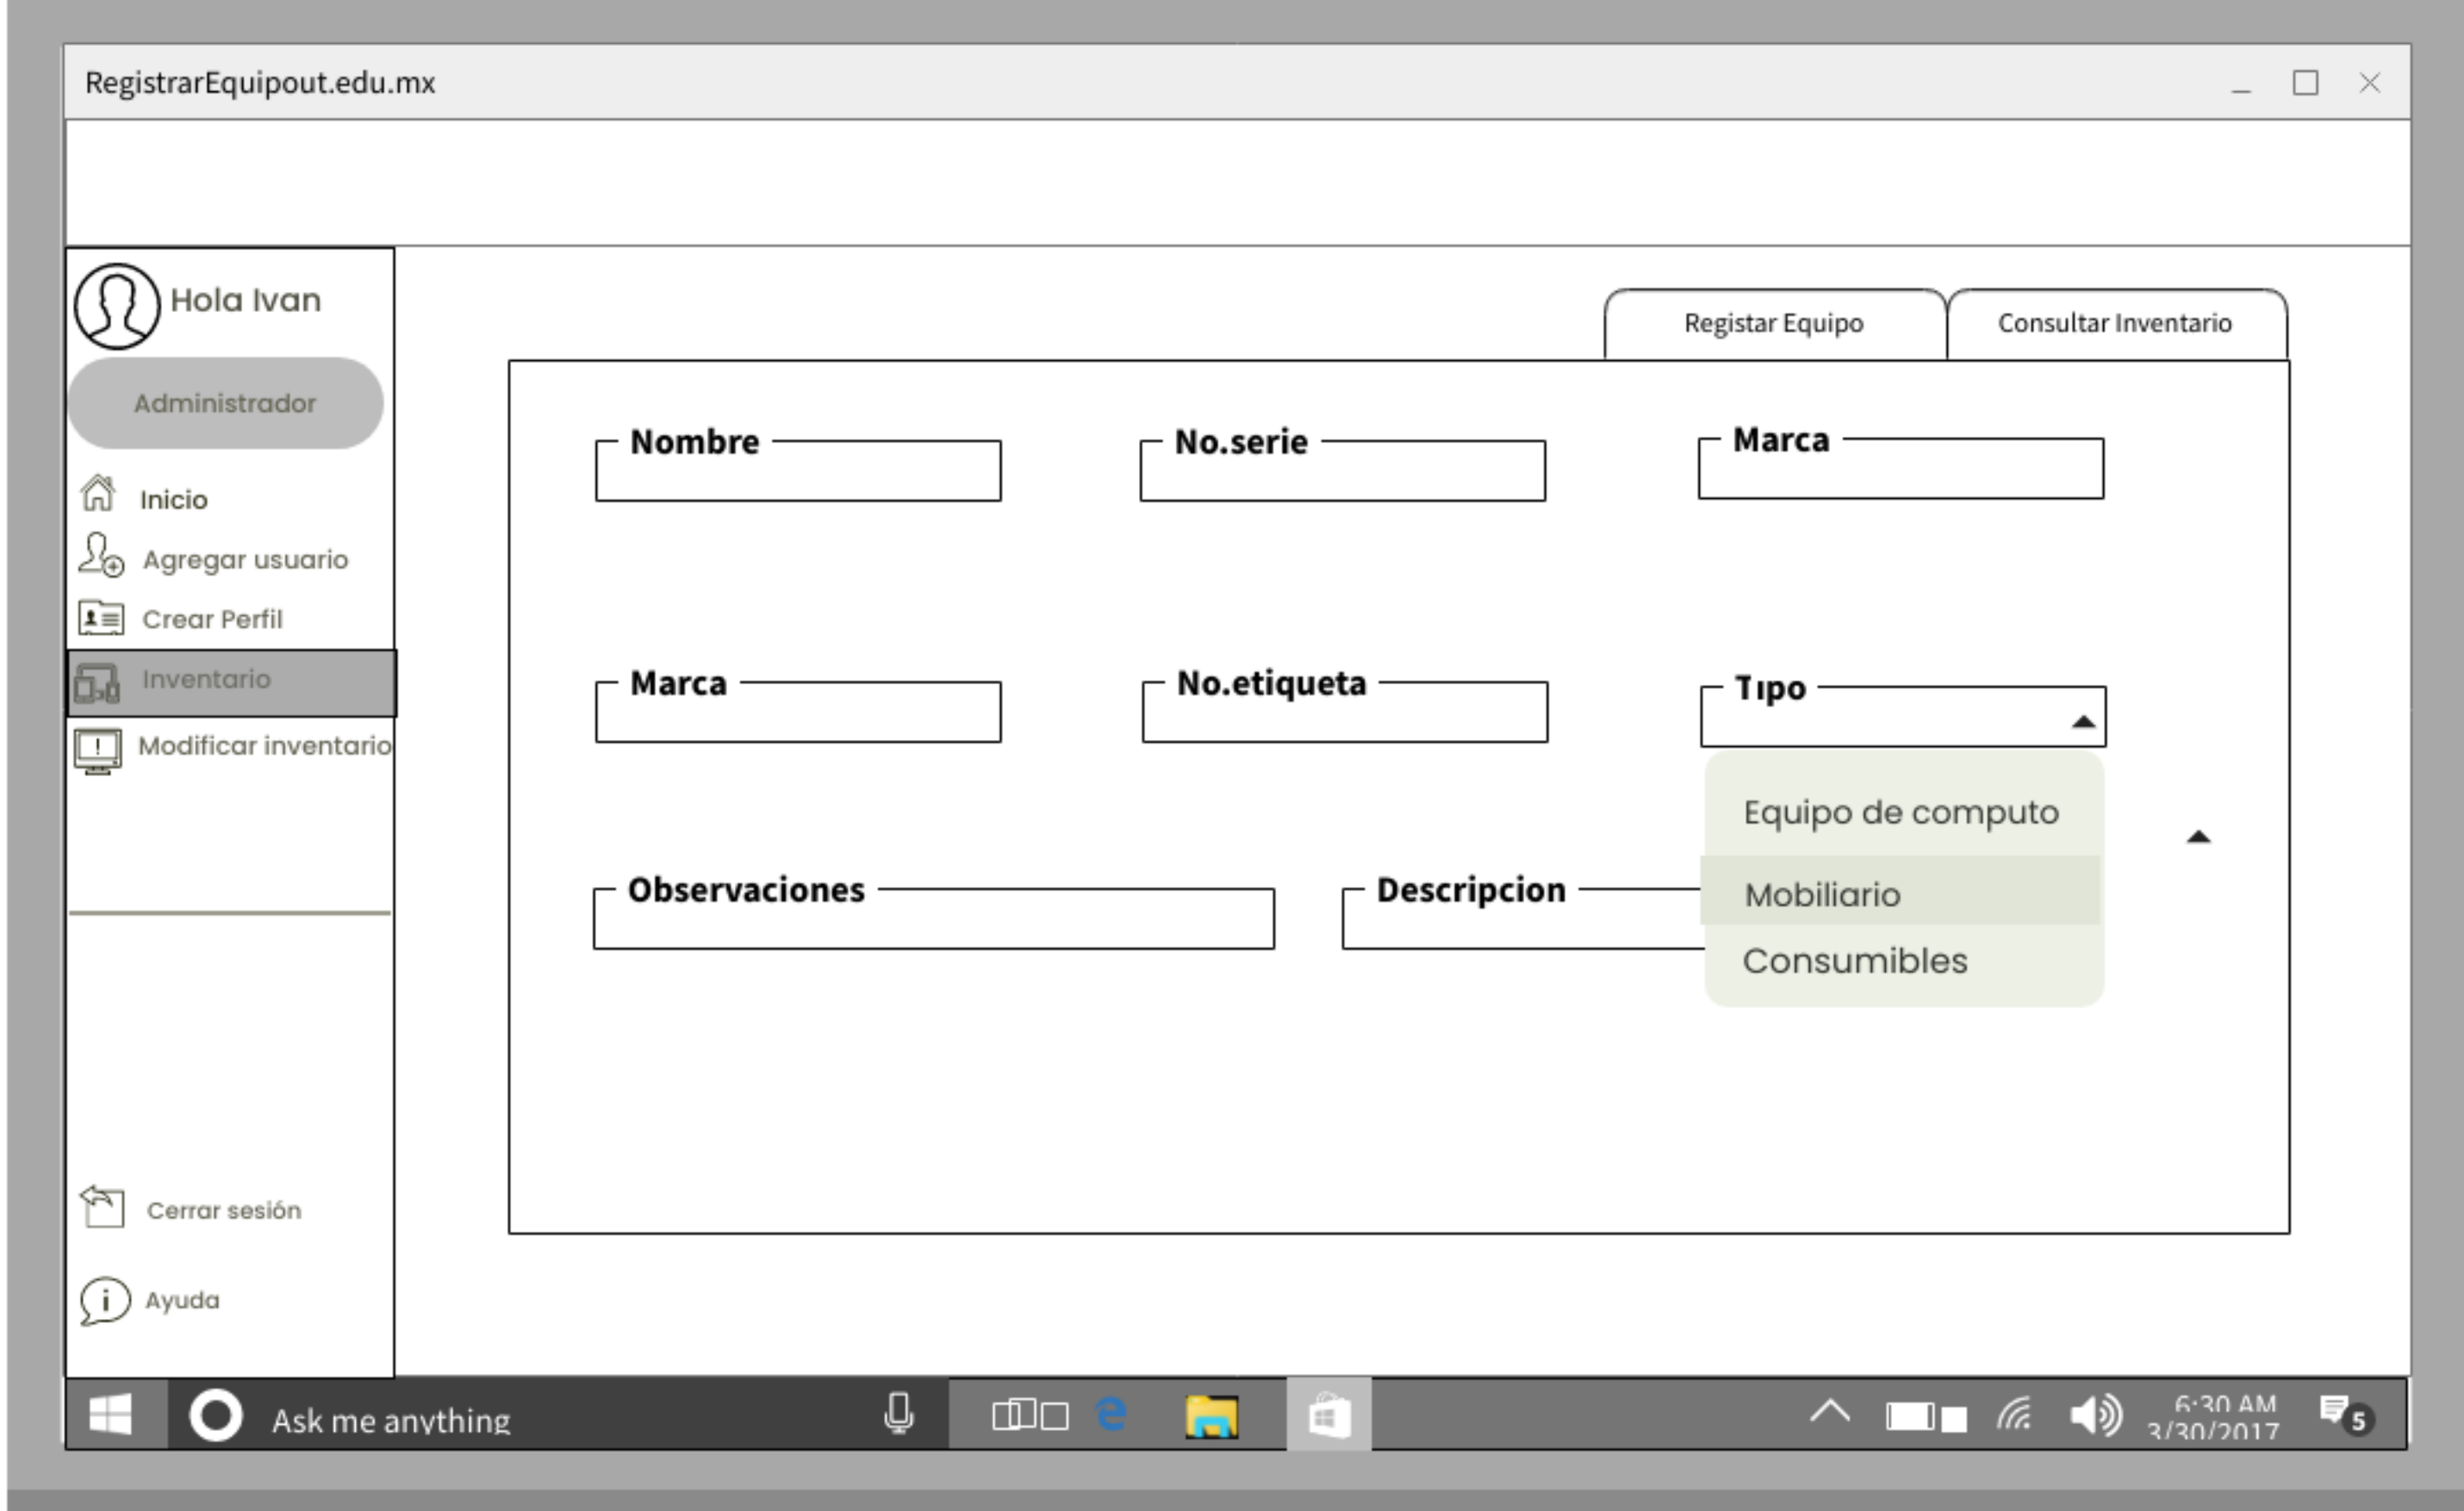 RegistrarEquipout.edu.mx
Hola Ivan
Administrador
Inicio
Agregar usuario
Crear Perfil
Inventario
Modificar inventario
Cerrar sesión
Ayuda
Registar Equipo
Consultar Inventario
Nombre
No.serie
Marca
Marca
No.etiqueta
Tipo
Equipo de computo
Mobiliario
Consumibles
Observaciones
Descripcion
Ask me anything
6:30 AM
3/30/2017
5